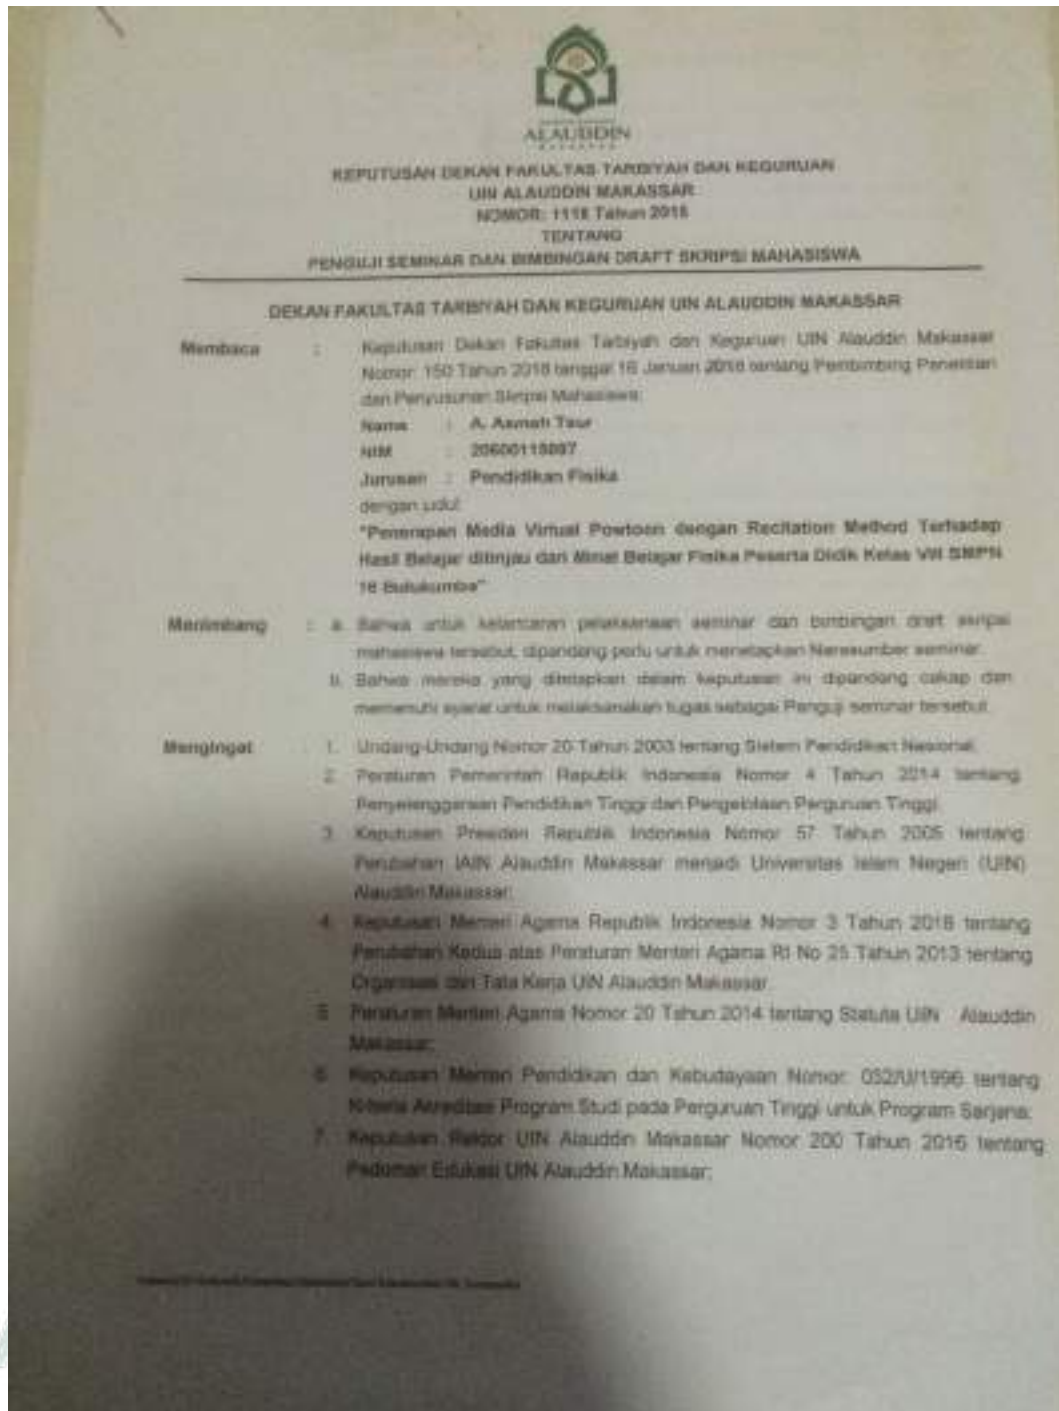 ALAUDDIN
MAKASSAR
KEPUTUSAN DEKAN FAKULTAS TARBIYAH DAN KEGURUAN
UIN ALAUDDIN MAKASSAR
NOMOR: Tahun
TENTANG
PENGUJI SEMINAR DAN BIMBINGAN DRAFT SKRIPSI MAHASISWA
DEKAN FAKULTAS TARBIYAH DAN KEGURUAN UIN ALAUDDIN MAKASSAR
Membaca : Keputusan Dekan Fakultas Tarbiyah dan Keguruan UIN Alauddin Makassar
Nomor: 150 Tahun 2018 tanggal 16 Januari 2018 tentang Pembimbing Penelitian
dan Penyusunan Skripsi Mahasiswa:
Nama : A. Asmah
NIM :
Jurusan : Pendidikan Fisika
dengan judul:
"Penerapan Media Virtual Powtoon dengan Recitation Method Terhadap
Hasil Belajar ditinjau dari Minat Belajar Fisika Peserta Didik Kelas VIII SMPN
16 Bulukumba"
Menimbang : a. Bahwa untuk kelancaran pelaksanaan seminar dan bimbingan draft skripsi
mahasiswa tersebut, dipandang perlu untuk menetapkan Narasumber seminar.
b. Bahwa mereka yang ditetapkan dalam keputusan ini dipandang cakap dan
memenuhi syarat untuk melaksanakan tugas sebagai Penguji seminar tersebut.
Mengingat : 1. Undang-Undang Nomor 20 Tahun 2003 tentang Sistem Pendidikan Nasional;
2. Peraturan Pemerintah Republik Indonesia Nomor 4 Tahun 2014 tentang
Penyelenggaraan Pendidikan Tinggi dan Pengelolaan Perguruan Tinggi;
3. Keputusan Presiden Republik Indonesia Nomor 57 Tahun 2005 tentang
Perubahan IAIN Alauddin Makassar menjadi Universitas Islam Negeri (UIN)
Alauddin Makassar;
4. Keputusan Menteri Agama Republik Indonesia Nomor 3 Tahun 2018 tentang
Perubahan Kedua atas Peraturan Menteri Agama RI No 25 Tahun 2013 tentang
Organisasi dan Tata Kerja UIN Alauddin Makassar.
5. Peraturan Menteri Agama Nomor 20 Tahun 2014 tentang Statuta UIN Alauddin
Makassar;
6. Keputusan Menteri Pendidikan dan Kebudayaan Nomor: 032/U/1996 tentang
Kriteria Akreditasi Program Studi pada Perguruan Tinggi untuk Program Sarjana;
7. Keputusan Rektor UIN Alauddin Makassar Nomor 200 Tahun 2016 tentang
Pedoman Edukasi UIN Alauddin Makassar;